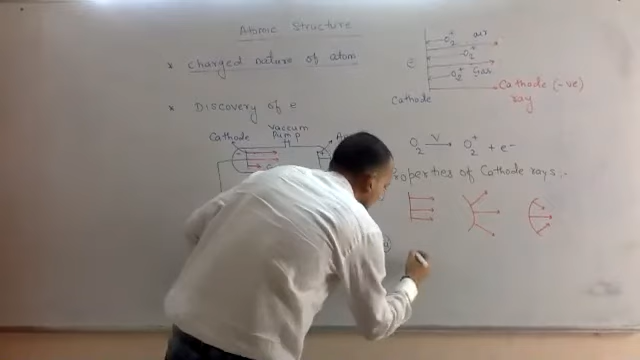 Atomic Structure
* Charged nature of atom
* Discovery of e
Vaccum
Cathode Pump
e
O₂⁺ air
O₂⁺
O₂⁺ Gas
Cathode
Cathode (-ve)
ray
O₂ V→ O₂⁺ + e⁻
Properties of Cathode rays:-